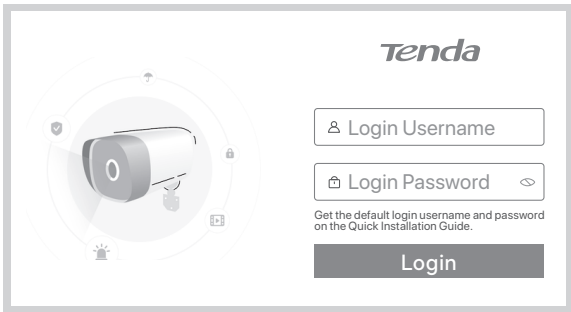 Tenda
Login Username
Login Password
Get the default login username and password
on the Quick Installation Guide.
Login